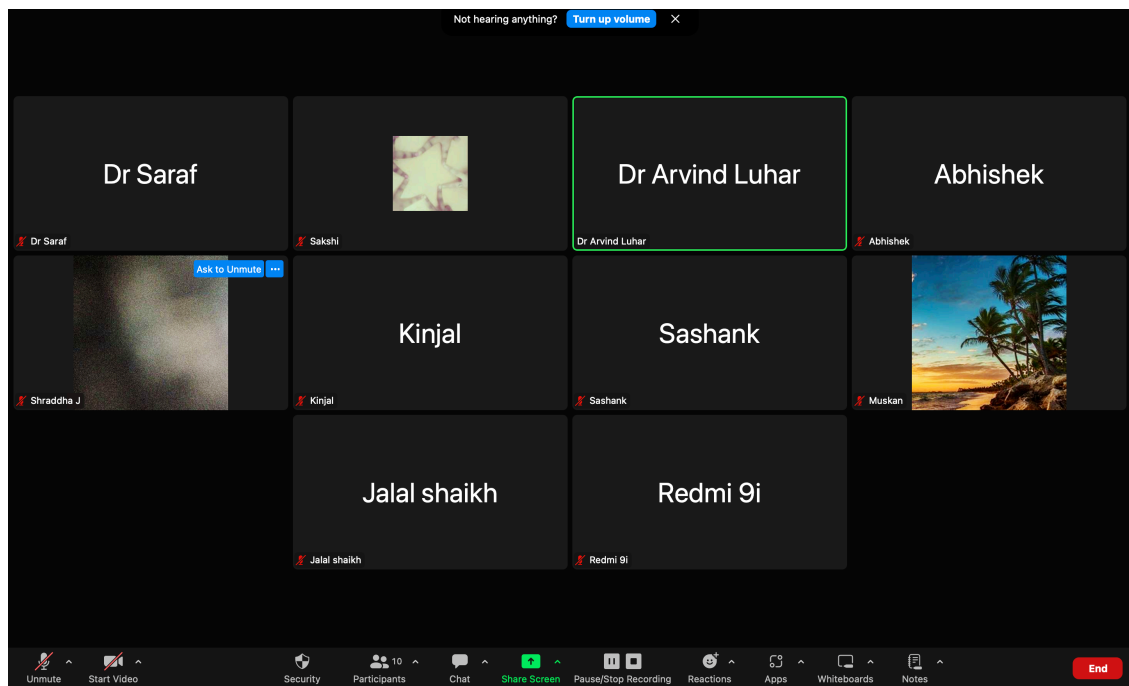 Not hearing anything? Turn up volume
Dr Saraf
Dr Arvind Luhar
Abhishek
Dr Saraf
Sakshi
Dr Arvind Luhar
Abhishek
Ask to Unmute
Kinjal
Sashank
Shraddha J
Kinjal
Sashank
Muskan
Jalal shaikh
Redmi 9i
Jalal shaikh
Redmi 9i
10
Unmute
Start Video
Security
Participants
Chat
Share Screen
Pause/Stop Recording
Reactions
Apps
Whiteboards
Notes
End